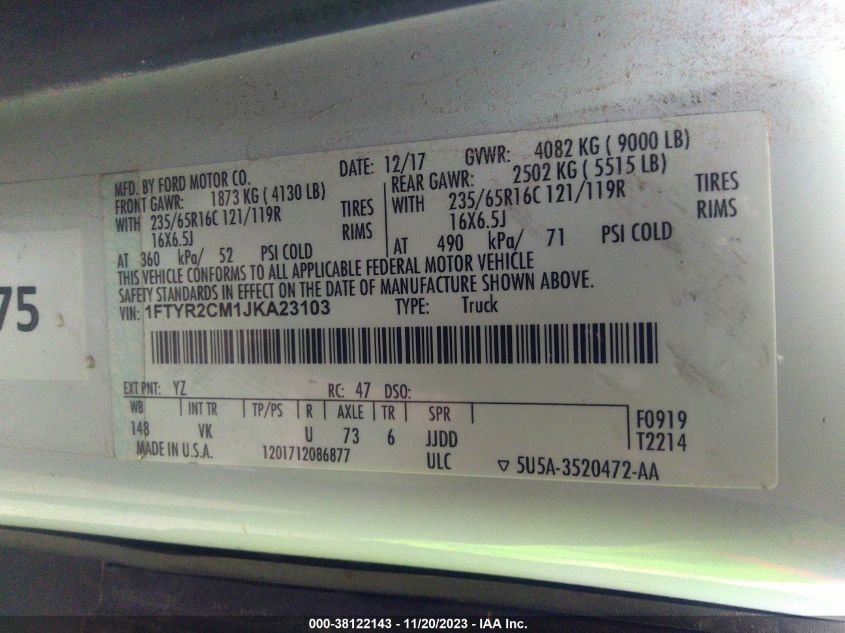 75
MFD. BY FORD MOTOR CO. DATE: 12/17 GVWR: 4082 KG ( 9000 LB)
FRONT GAWR: 1873 KG ( 4130 LB) REAR GAWR: 2502 KG ( 5515 LB)
WITH 235/65R16C 121/119R TIRES WITH 235/65R16C 121/119R TIRES
16X6.5J RIMS 16X6.5J RIMS
AT 360 kPa/ 52 PSI COLD AT 490 kPa/ 71 PSI COLD
THIS VEHICLE CONFORMS TO ALL APPLICABLE FEDERAL MOTOR VEHICLE
SAFETY STANDARDS IN EFFECT ON THE DATE OF MANUFACTURE SHOWN ABOVE.
VIN: 1FTYR2CM1JKA23103 TYPE: Truck
EXT PNT: YZ RC: 47 DSO:
WB INT TR TP/PS R AXLE TR SPR F0919
148 VK U 73 6 JJDD T2214
MADE IN U.S.A. 1201712086877 ULC ▽ 5U5A-3520472-AA
000-38122143 - 11/20/2023 - IAA Inc.